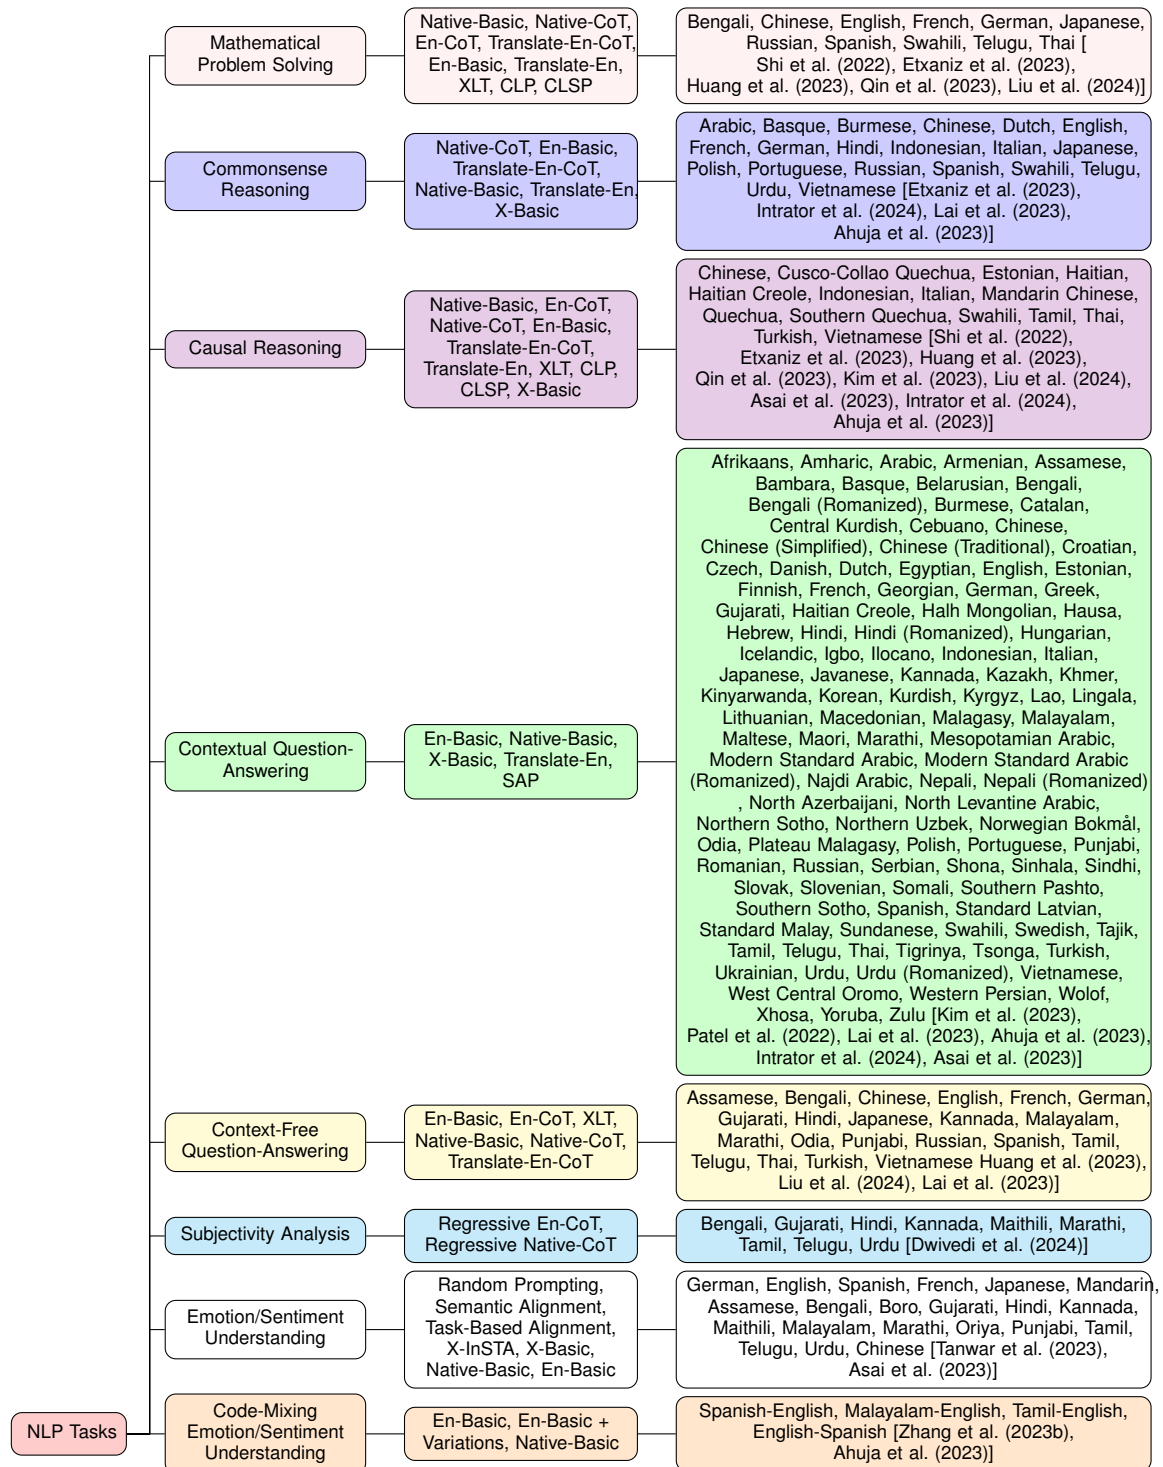 Mathematical
Problem Solving
Native-Basic, Native-CoT,
En-CoT, Translate-En-CoT,
En-Basic, Translate-En,
XLT, CLP, CLSP
Bengali, Chinese, English, French, German, Japanese,
Russian, Spanish, Swahili, Telugu, Thai [
Shi et al. (2022), Etxaniz et al. (2023),
Huang et al. (2023), Qin et al. (2023), Liu et al. (2024)]
Commonsense
Reasoning
Native-CoT, En-Basic,
Translate-En-CoT,
Native-Basic, Translate-En,
X-Basic
Arabic, Basque, Burmese, Chinese, Dutch, English,
French, German, Hindi, Indonesian, Italian, Japanese,
Polish, Portuguese, Russian, Spanish, Swahili, Telugu,
Urdu, Vietnamese [Etxaniz et al. (2023),
Intrator et al. (2024), Lai et al. (2023),
Ahuja et al. (2023)]
Causal Reasoning
Native-Basic, En-CoT,
Native-CoT, En-Basic,
Translate-En-CoT,
Translate-En, XLT, CLP,
CLSP, X-Basic
Chinese, Cusco-Collao Quechua, Estonian, Haitian,
Haitian Creole, Indonesian, Italian, Mandarin Chinese,
Quechua, Southern Quechua, Swahili, Tamil, Thai,
Turkish, Vietnamese [Shi et al. (2022),
Etxaniz et al. (2023), Huang et al. (2023),
Qin et al. (2023), Kim et al. (2023), Liu et al. (2024),
Asai et al. (2023), Intrator et al. (2024),
Ahuja et al. (2023)]
Contextual Question-
Answering
En-Basic, Native-Basic,
X-Basic, Translate-En,
SAP
Afrikaans, Amharic, Arabic, Armenian, Assamese,
Bambara, Basque, Belarusian, Bengali,
Bengali (Romanized), Burmese, Catalan,
Central Kurdish, Cebuano, Chinese,
Chinese (Simplified), Chinese (Traditional), Croatian,
Czech, Danish, Dutch, Egyptian, English, Estonian,
Finnish, French, Georgian, German, Greek,
Gujarati, Haitian Creole, Halh Mongolian, Hausa,
Hebrew, Hindi, Hindi (Romanized), Hungarian,
Icelandic, Igbo, Ilocano, Indonesian, Italian,
Japanese, Javanese, Kannada, Kazakh, Khmer,
Kinyarwanda, Korean, Kurdish, Kyrgyz, Lao, Lingala,
Lithuanian, Macedonian, Malagasy, Malayalam,
Maltese, Maori, Marathi, Mesopotamian Arabic,
Modern Standard Arabic, Modern Standard Arabic
(Romanized), Najdi Arabic, Nepali, Nepali (Romanized)
, North Azerbaijani, North Levantine Arabic,
Northern Sotho, Northern Uzbek, Norwegian Bokmål,
Odia, Plateau Malagasy, Polish, Portuguese, Punjabi,
Romanian, Russian, Serbian, Shona, Sinhala, Sindhi,
Slovak, Slovenian, Somali, Southern Pashto,
Southern Sotho, Spanish, Standard Latvian,
Standard Malay, Sundanese, Swahili, Swedish, Tajik,
Tamil, Telugu, Thai, Tigrinya, Tsonga, Turkish,
Ukrainian, Urdu, Urdu (Romanized), Vietnamese,
West Central Oromo, Western Persian, Wolof,
Xhosa, Yoruba, Zulu [Kim et al. (2023),
Patel et al. (2022), Lai et al. (2023), Ahuja et al. (2023),
Intrator et al. (2024), Asai et al. (2023)]
Context-Free
Question-Answering
En-Basic, En-CoT, XLT,
Native-Basic, Native-CoT,
Translate-En-CoT
Assamese, Bengali, Chinese, English, French, German,
Gujarati, Hindi, Japanese, Kannada, Malayalam,
Marathi, Odia, Punjabi, Russian, Spanish, Tamil,
Telugu, Thai, Turkish, Vietnamese Huang et al. (2023),
Liu et al. (2024), Lai et al. (2023)]
Subjectivity Analysis
Regressive En-CoT,
Regressive Native-CoT
Bengali, Gujarati, Hindi, Kannada, Maithili, Marathi,
Tamil, Telugu, Urdu [Dwivedi et al. (2024)]
Emotion/Sentiment
Understanding
Random Prompting,
Semantic Alignment,
Task-Based Alignment,
X-InSTA, X-Basic,
Native-Basic, En-Basic
German, English, Spanish, French, Japanese, Mandarin,
Assamese, Bengali, Boro, Gujarati, Hindi, Kannada,
Maithili, Malayalam, Marathi, Oriya, Punjabi, Tamil,
Telugu, Urdu, Chinese [Tanwar et al. (2023),
Asai et al. (2023)]
NLP Tasks
Code-Mixing
Emotion/Sentiment
Understanding
En-Basic, En-Basic +
Variations, Native-Basic
Spanish-English, Malayalam-English, Tamil-English,
English-Spanish [Zhang et al. (2023b),
Ahuja et al. (2023)]